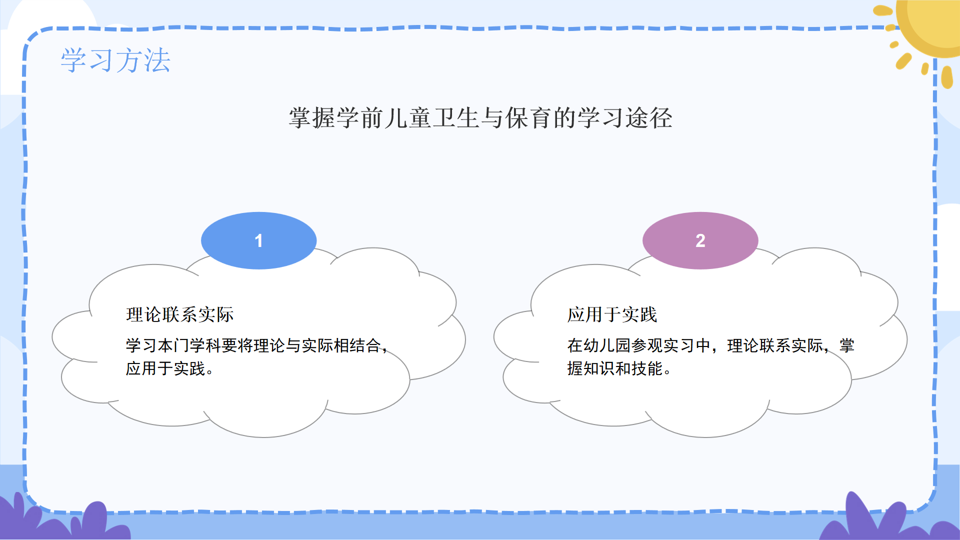 学习方法
掌握学前儿童卫生与保育的学习途径
1
理论联系实际
学习本门学科要将理论与实际相结合，
应用于实践。
2
应用于实践
在幼儿园参观实习中，理论联系实际，掌
握知识和技能。